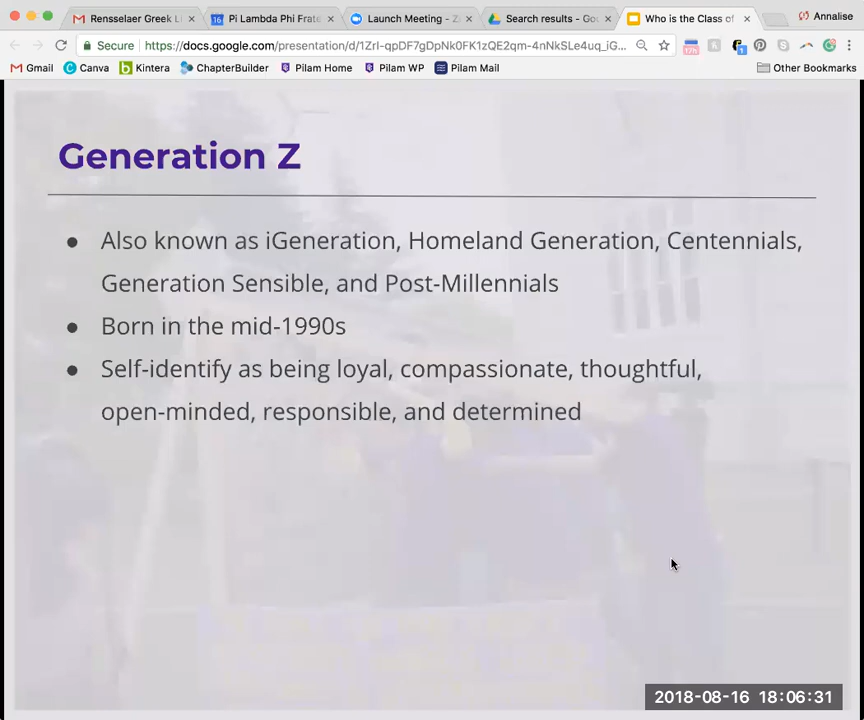 Rensselaer Greek Li
Pi Lambda Phi Frate
Launch Meeting - Z
Search results - Goo
Who is the Class of
Annalise
Secure
https://docs.google.com/presentation/d/1ZrI-qpDF7gDpNk0FK1zQE2qm-4nNkSLe4uq_iG...
Gmail
Canva
Kintera
ChapterBuilder
Pilam Home
Pilam WP
Pilam Mail
Other Bookmarks
Generation Z
● Also known as iGeneration, Homeland Generation, Centennials,
Generation Sensible, and Post-Millennials
● Born in the mid-1990s
● Self-identify as being loyal, compassionate, thoughtful,
open-minded, responsible, and determined
2018-08-16 18:06:31